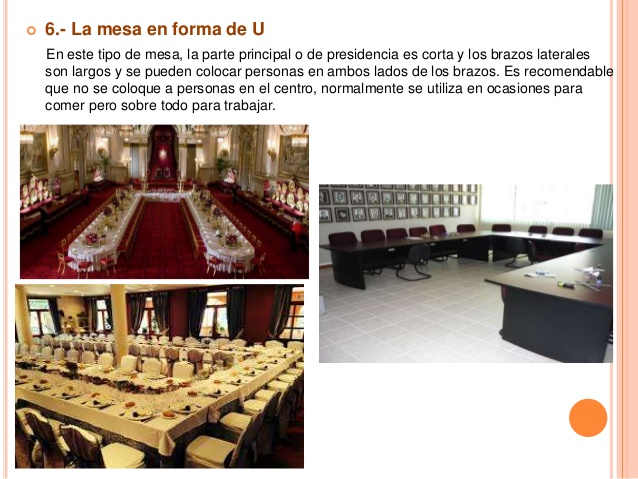 6.- La mesa en forma de U
En este tipo de mesa, la parte principal o de presidencia es corta y los brazos laterales
son largos y se pueden colocar personas en ambos lados de los brazos. Es recomendable
que no se coloque a personas en el centro, normalmente se utiliza en ocasiones para
comer pero sobre todo para trabajar.